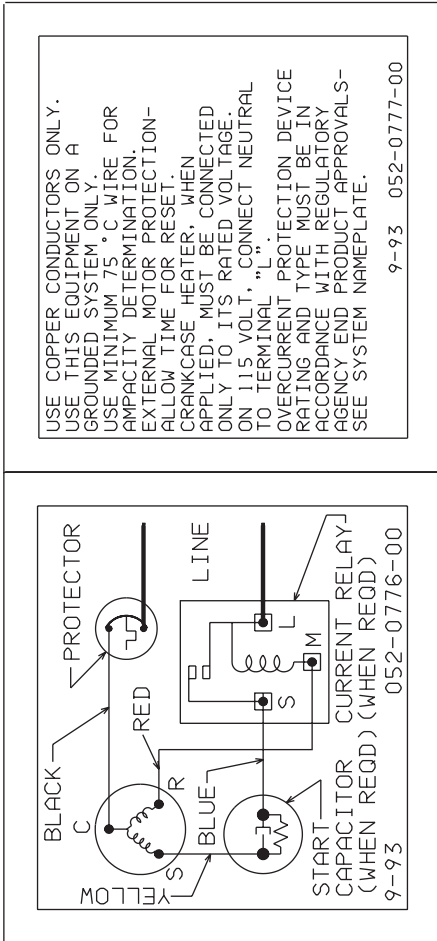 USE COPPER CONDUCTORS ONLY.
USE THIS EQUIPMENT ON A
GROUNDED SYSTEM ONLY.
USE MINIMUM 75°C WIRE FOR
AMPACITY DETERMINATION.
EXTERNAL MOTOR PROTECTION-
ALLOW TIME FOR RESET.
CRANKCASE HEATER, WHEN
APPLIED, MUST BE CONNECTED
ONLY TO ITS RATED VOLTAGE.
ON 115 VOLT, CONNECT NEUTRAL
TO TERMINAL "L".
OVERCURRENT PROTECTION DEVICE
RATING AND TYPE MUST BE IN
ACCORDANCE WITH REGULATORY
AGENCY END PRODUCT APPROVALS-
SEE SYSTEM NAMEPLATE.
9-93 052-0777-00
PROTECTOR
BLACK
C
RED
LINE
R
S
YELLOW
BLUE
S
L
M
START
CAPACITOR
(WHEN REQD)
CURRENT RELAY
(WHEN REQD)
9-93
052-0776-00